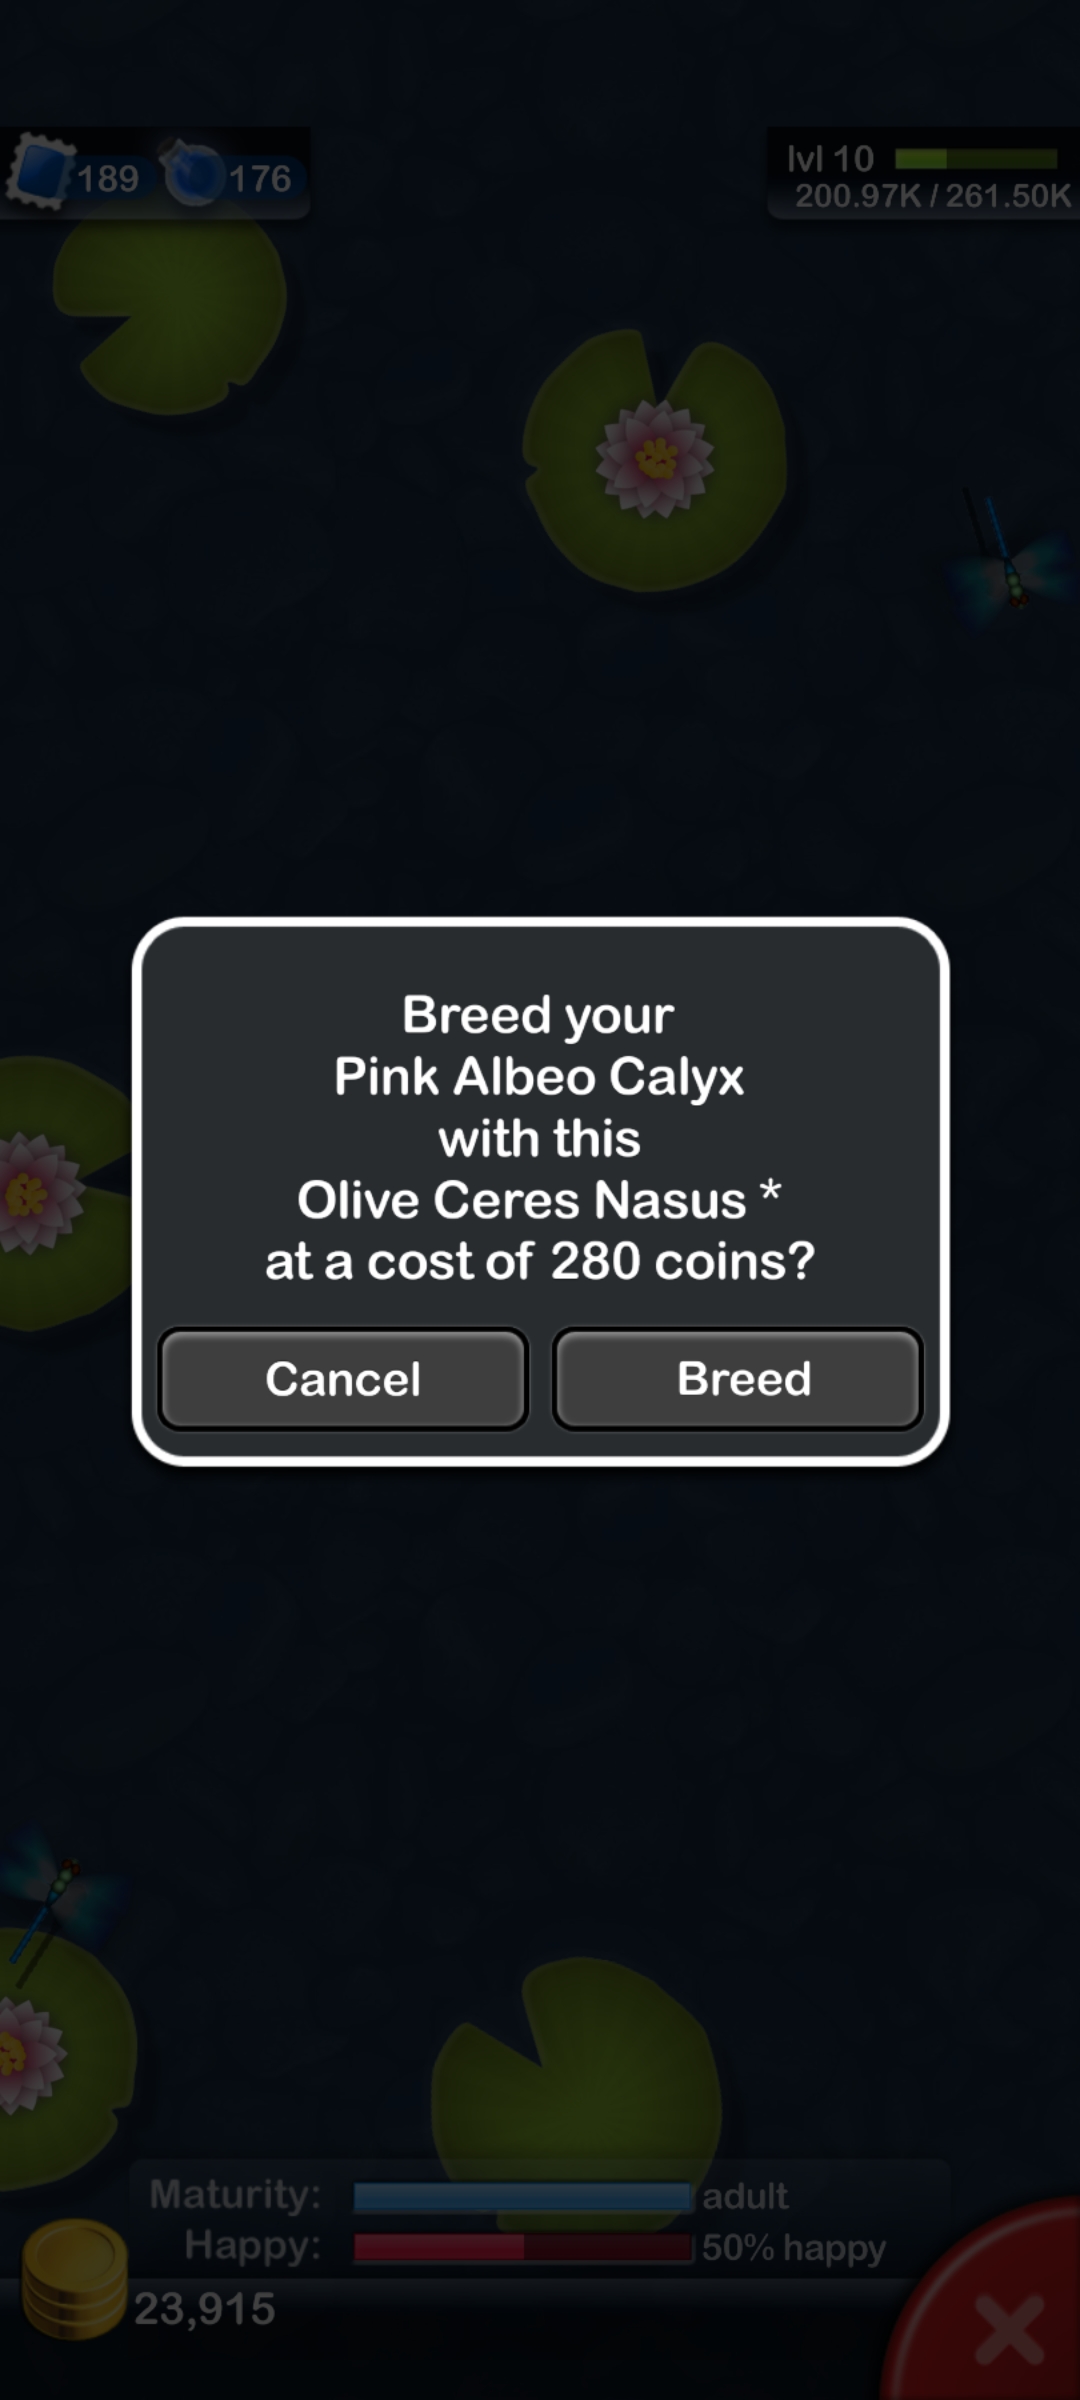 189
176
lvl 10
200.97K / 261.50K
Breed your
Pink Albeo Calyx
with this
Olive Ceres Nasus *
at a cost of 280 coins?
Cancel
Breed
Maturity: adult
Happy: 50% happy
23,915